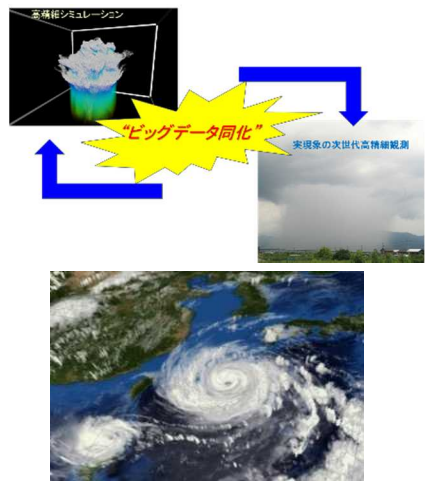 高精細シミュレーション
“ビッグデータ同化”
実現象の次世代高精細観測